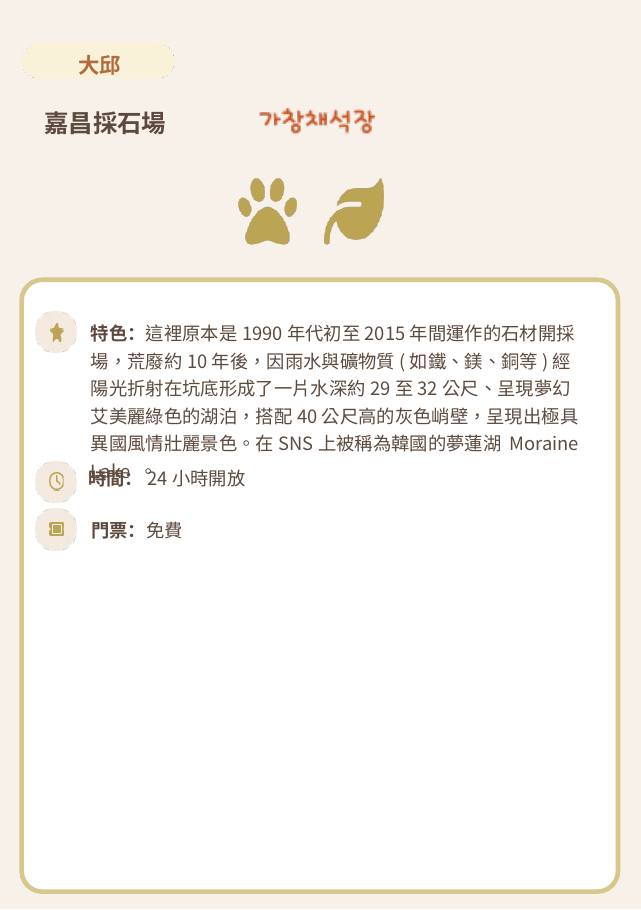 大邱
嘉昌採石場
가창채석장
特色：這裡原本是 1990 年代初至 2015 年間運作的石材開採
場，荒廢約 10 年後，因雨水與礦物質 ( 如鐵、鎂、銅等 ) 經
陽光折射在坑底形成了一片水深約 29 至 32 公尺、呈現夢幻
艾美麗綠色的湖泊，搭配 40 公尺高的灰色峭壁，呈現出極具
異國風情壯麗景色。在 SNS 上被稱為韓國的夢蓮湖 Moraine
Lake 。
時間：24 小時開放
門票：免費